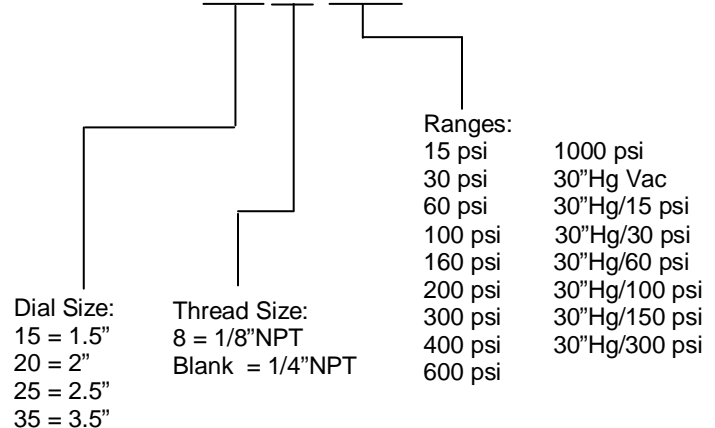 Ranges:
15 psi 1000 psi
30 psi 30”Hg Vac
60 psi 30”Hg/15 psi
100 psi 30”Hg/30 psi
160 psi 30”Hg/60 psi
200 psi 30”Hg/100 psi
300 psi 30”Hg/150 psi
400 psi 30”Hg/300 psi
600 psi
Dial Size:
15 = 1.5”
20 = 2”
25 = 2.5”
35 = 3.5”
Thread Size:
8 = 1/8”NPT
Blank = 1/4”NPT